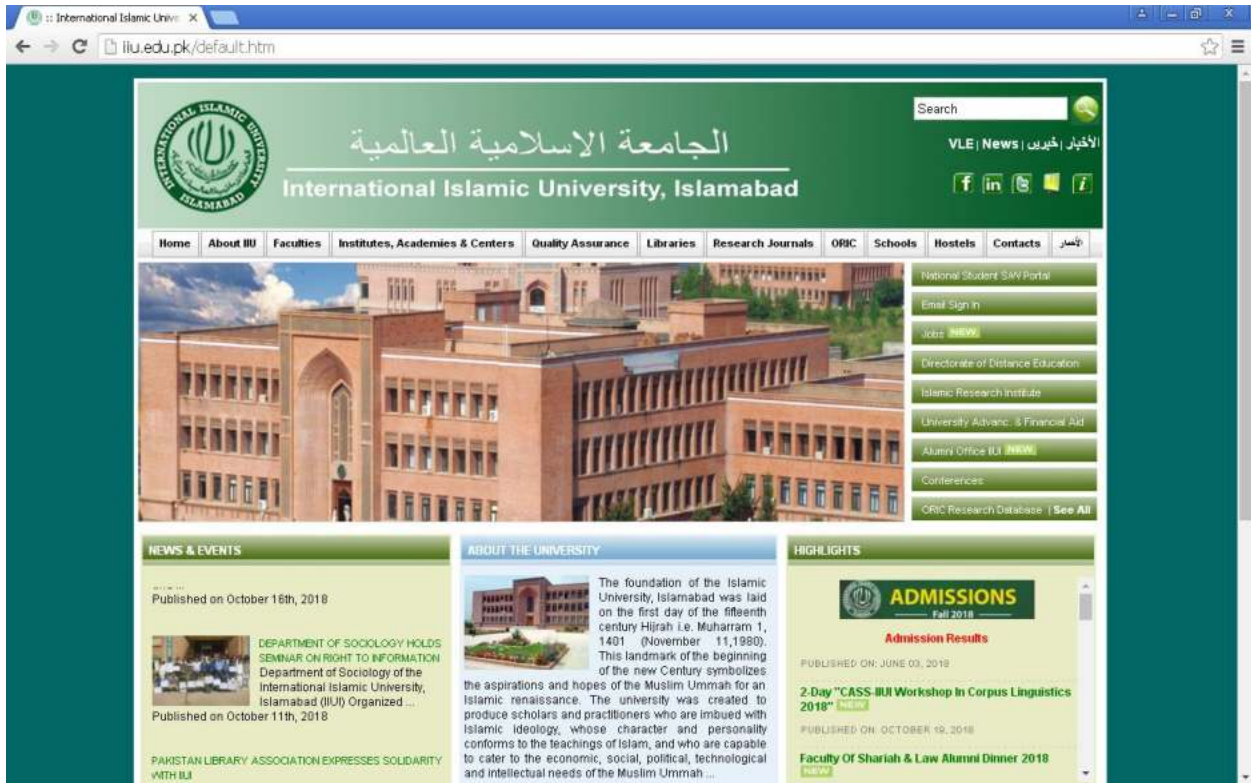 :: International Islamic Unive
iiu.edu.pk/default.htm
INTERNATIONAL ISLAMIC UNIVERSITY
ISLAMABAD
الجامعة الاسلامية العالمية
International Islamic University, Islamabad
Search
VLE | News | خبریں | الأخبار
Home About IIU Faculties Institutes, Academies & Centers Quality Assurance Libraries Research Journals ORIC Schools Hostels Contacts
National Student SAV Portal
Email Sign In
Jobs NEW
Directorate of Distance Education
Islamic Research Institute
University Advanc. & Financial Aid
Alumni Office IIUI NEW
Conferences
ORIC Research Database | See All
NEWS & EVENTS
Published on October 16th, 2018
DEPARTMENT OF SOCIOLOGY HOLDS
SEMINAR ON RIGHT TO INFORMATION
Department of Sociology of the
International Islamic University,
Islamabad (IIUI) Organized ...
Published on October 11th, 2018
PAKISTAN LIBRARY ASSOCIATION EXPRESSES SOLIDARITY
WITH IIUI
ABOUT THE UNIVERSITY
The foundation of the Islamic
University, Islamabad was laid
on the first day of the fifteenth
century Hijrah i.e. Muharram 1,
1401 (November 11,1980).
This landmark of the beginning
of the new Century symbolizes
the aspirations and hopes of the Muslim Ummah for an
Islamic renaissance. The university was created to
produce scholars and practitioners who are imbued with
Islamic ideology, whose character and personality
conforms to the teachings of Islam, and who are capable
to cater to the economic, social, political, technological
and intellectual needs of the Muslim Ummah ...
HIGHLIGHTS
ADMISSIONS
Fall 2018
Admission Results
PUBLISHED ON: JUNE 03, 2018
2-Day "CASS-IIUI Workshop In Corpus Linguistics
2018" NEW
PUBLISHED ON: OCTOBER 19, 2018
Faculty Of Shariah & Law Alumni Dinner 2018
NEW